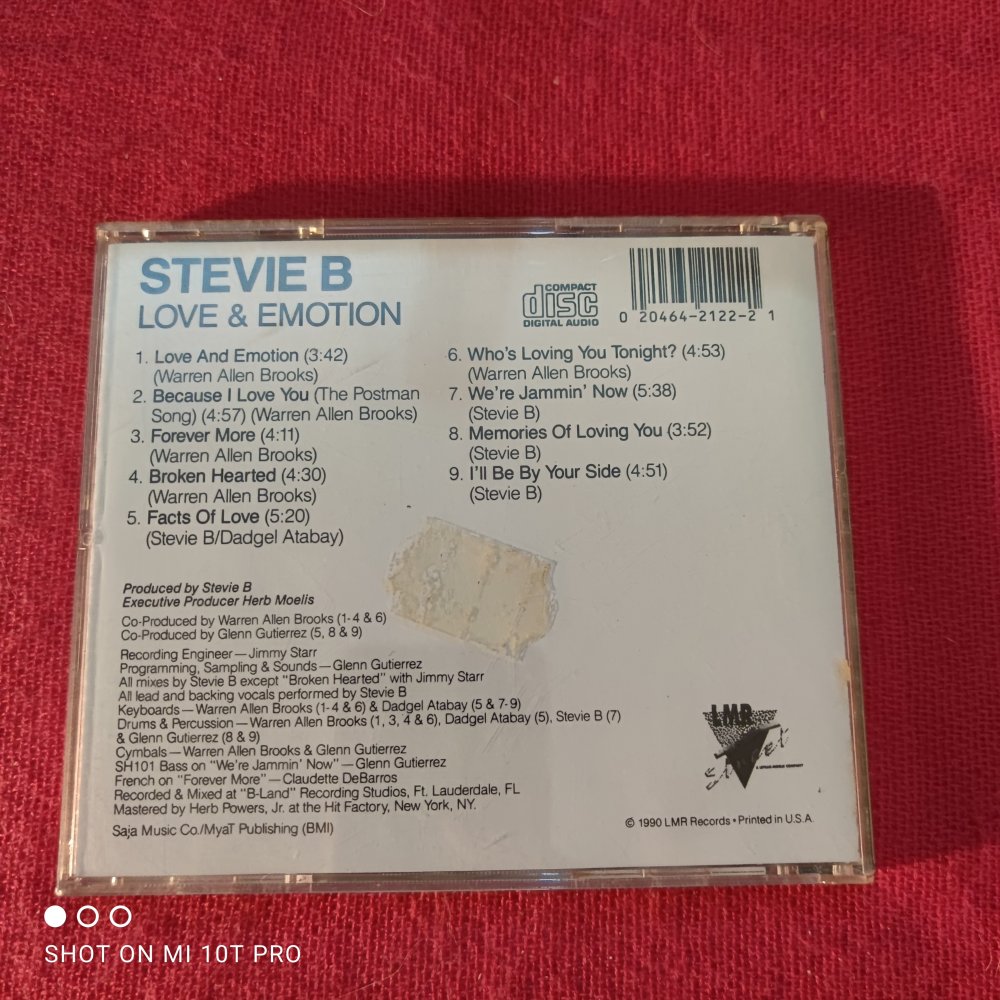 STEVIE B
LOVE & EMOTION
COMPACT
disc
DIGITAL AUDIO
0 20464-2122-2 1
1. Love And Emotion (3:42)
(Warren Allen Brooks)
2. Because I Love You (The Postman
Song) (4:57) (Warren Allen Brooks)
3. Forever More (4:11)
(Warren Allen Brooks)
4. Broken Hearted (4:30)
(Warren Allen Brooks)
5. Facts Of Love (5:20)
(Stevie B/Dadgel Atabay)
6. Who's Loving You Tonight? (4:53)
(Warren Allen Brooks)
7. We're Jammin' Now (5:38)
(Stevie B)
8. Memories Of Loving You (3:52)
(Stevie B)
9. I'll Be By Your Side (4:51)
(Stevie B)
Produced by Stevie B
Executive Producer Herb Moelis
Co-Produced by Warren Allen Brooks (1-4 & 6)
Co-Produced by Glenn Gutierrez (5, 8 & 9)
Recording Engineer—Jimmy Starr
Programming, Sampling & Sounds—Glenn Gutierrez
All mixes by Stevie B except "Broken Hearted" with Jimmy Starr
All lead and backing vocals performed by Stevie B
Keyboards—Warren Allen Brooks (1-4 & 6) & Dadgel Atabay (5 & 7-9)
Drums & Percussion—Warren Allen Brooks (1, 3, 4 & 6), Dadgel Atabay (5), Stevie B (7)
& Glenn Gutierrez (8 & 9)
Cymbals—Warren Allen Brooks & Glenn Gutierrez
SH101 Bass on "We're Jammin' Now"—Glenn Gutierrez
French on "Forever More"—Claudette DeBarros
Recorded & Mixed at "B-Land" Recording Studios, Ft. Lauderdale, FL
Mastered by Herb Powers, Jr. at the Hit Factory, New York, NY.
Saja Music Co./MyaT Publishing (BMI)
LMR
Street
© 1990 LMR Records • Printed in U.S.A.
SHOT ON MI 10T PRO